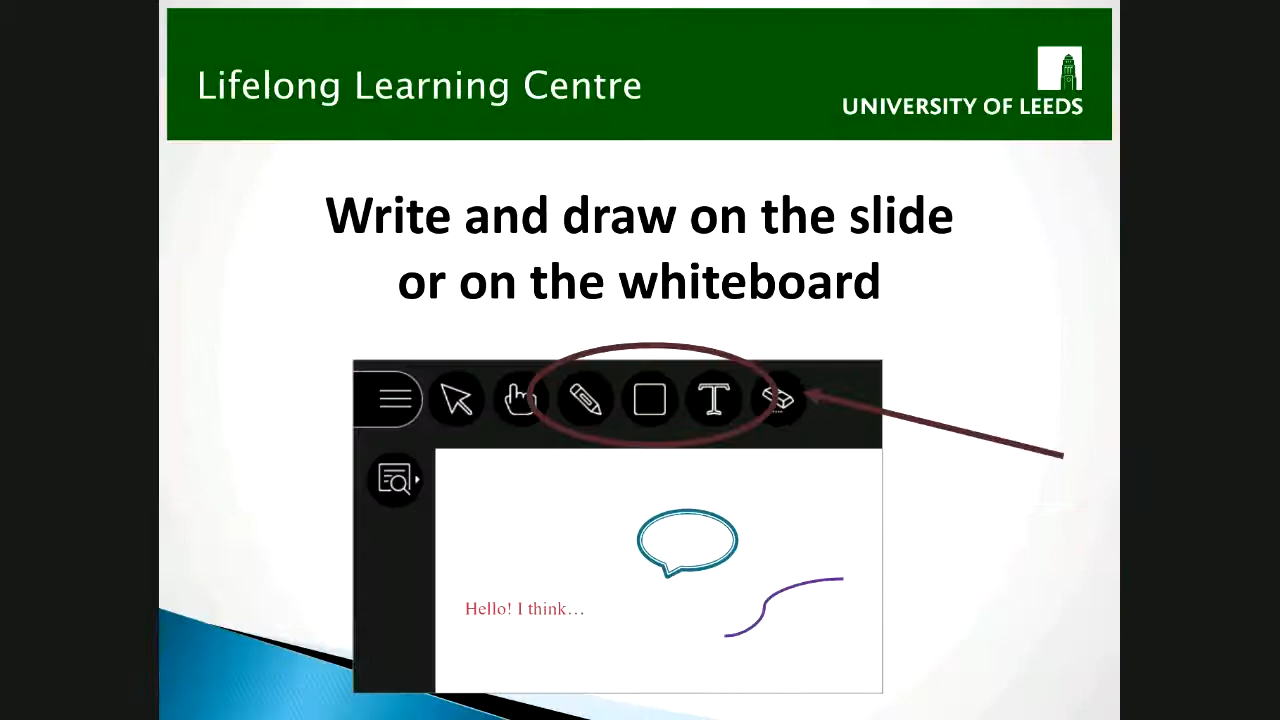 Lifelong Learning Centre
UNIVERSITY OF LEEDS
Write and draw on the slide
or on the whiteboard
T
Hello! I think…